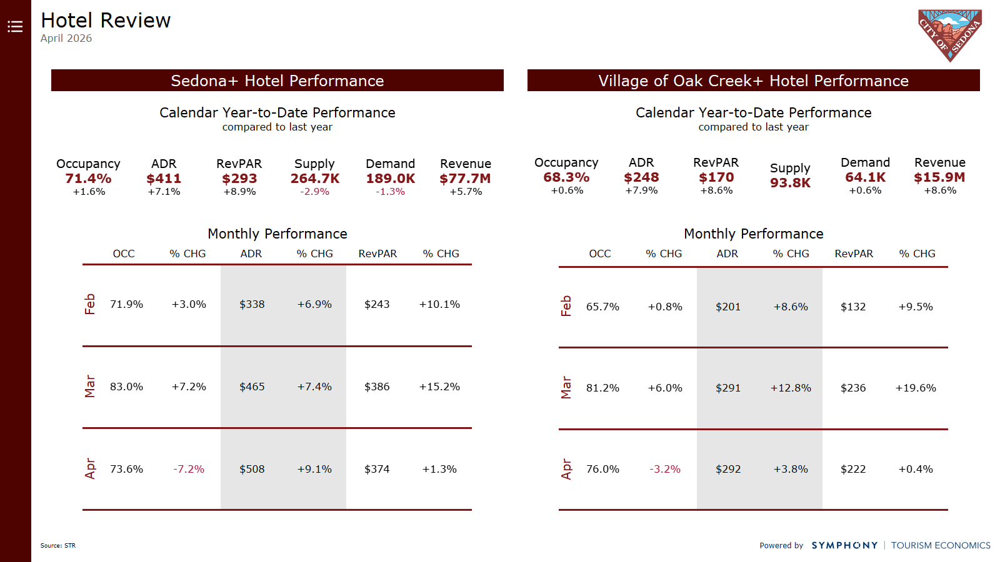 Hotel Review
April 2026
CITY OF SEDONA
Sedona+ Hotel Performance
Calendar Year-to-Date Performance
compared to last year
Occupancy ADR RevPAR Supply Demand Revenue
71.4% $411 $293 264.7K 189.0K $77.7M
+1.6% +7.1% +8.9% -2.9% -1.3% +5.7%
Monthly Performance
OCC % CHG ADR % CHG RevPAR % CHG
Feb 71.9% +3.0% $338 +6.9% $243 +10.1%
Mar 83.0% +7.2% $465 +7.4% $386 +15.2%
Apr 73.6% -7.2% $508 +9.1% $374 +1.3%
Village of Oak Creek+ Hotel Performance
Calendar Year-to-Date Performance
compared to last year
Occupancy ADR RevPAR Supply Demand Revenue
68.3% $248 $170 93.8K 64.1K $15.9M
+0.6% +7.9% +8.6% +0.6% +8.6%
Monthly Performance
OCC % CHG ADR % CHG RevPAR % CHG
Feb 65.7% +0.8% $201 +8.6% $132 +9.5%
Mar 81.2% +6.0% $291 +12.8% $236 +19.6%
Apr 76.0% -3.2% $292 +3.8% $222 +0.4%
Source: STR
Powered by SYMPHONY | TOURISM ECONOMICS